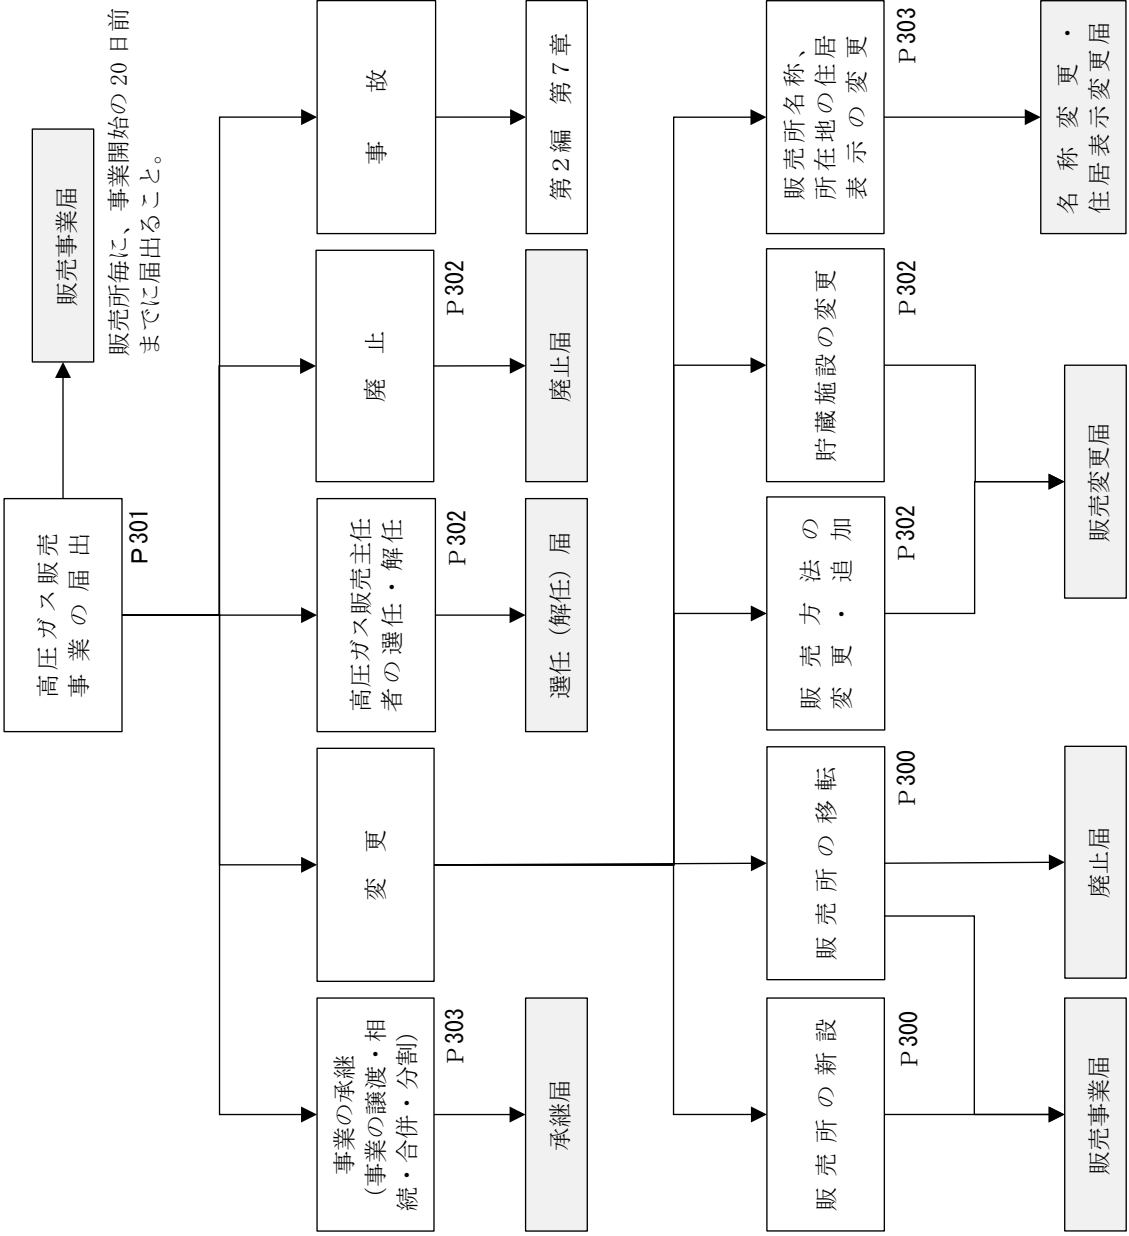 高圧ガス販売
事業の届出
P301
販売事業届
販売所毎に、事業開始の20日前
までに届出ること。
事業の承継
(事業の譲渡・相
続・合併・分割)
P303
変更
高圧ガス販売主任
者の選任・解任
P302
廃止
P302
事故
承継届
選任（解任）届
廃止届
第2編　第7章
販売所の新設
P300
販売所の移転
P300
販売方法の
変更・追加
P302
貯蔵施設の変更
P302
販売所名称、
所在地の住居
表示の変更
P303
販売事業届
廃止届
販売変更届
名称変更・
住居表示変更届